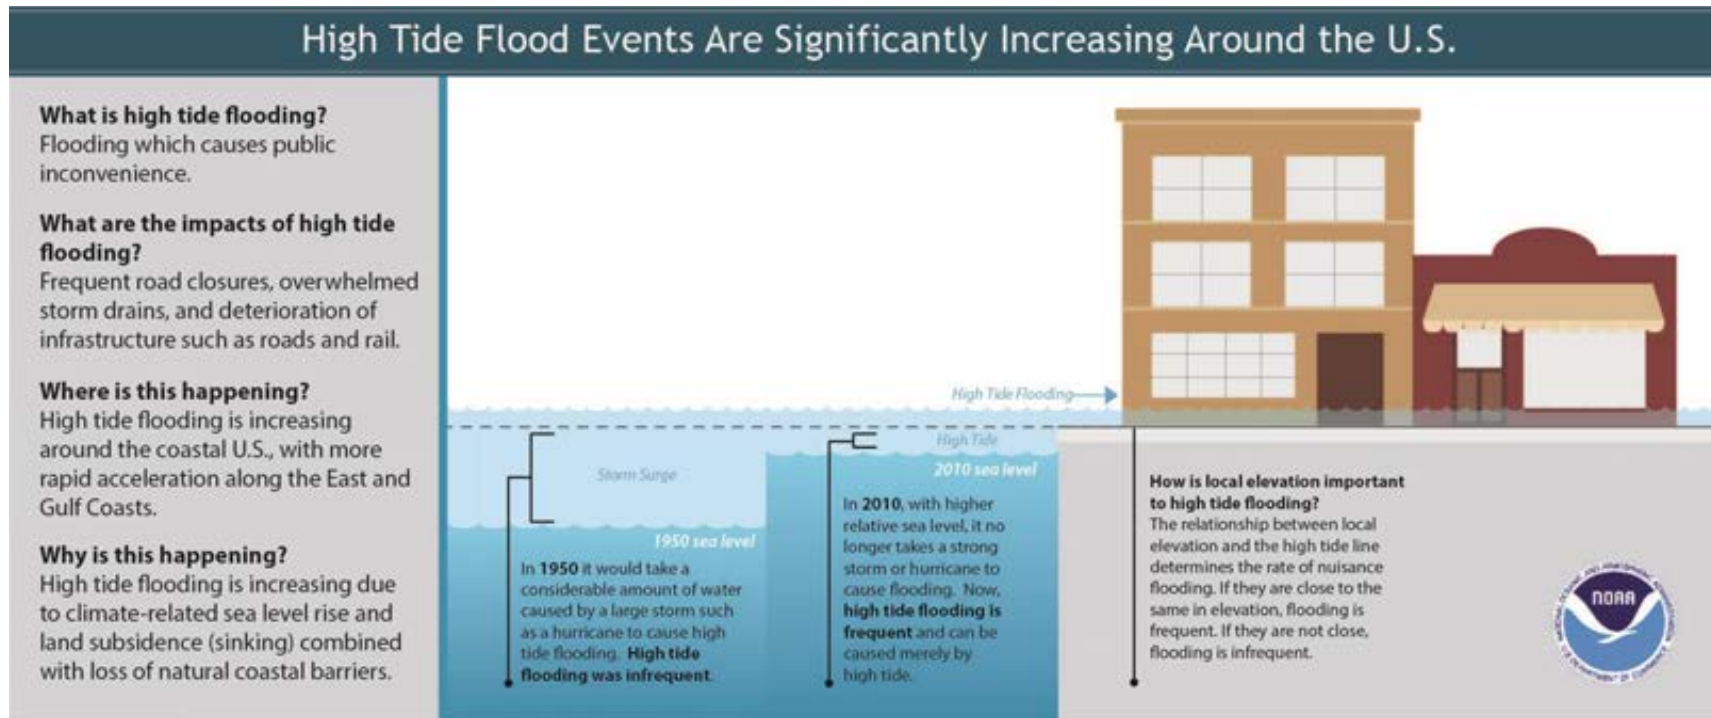 High Tide Flood Events Are Significantly Increasing Around the U.S.
What is high tide flooding?
Flooding which causes public
inconvenience.
What are the impacts of high tide
flooding?
Frequent road closures, overwhelmed
storm drains, and deterioration of
infrastructure such as roads and rail.
Where is this happening?
High tide flooding is increasing
around the coastal U.S., with more
rapid acceleration along the East and
Gulf Coasts.
Why is this happening?
High tide flooding is increasing due
to climate-related sea level rise and
land subsidence (sinking) combined
with loss of natural coastal barriers.
High Tide Flooding
Storm Surge
1950 sea level
In 1950 it would take a
considerable amount of water
caused by a large storm such
as a hurricane to cause high
tide flooding. High tide
flooding was infrequent.
High Tide
2010 sea level
In 2010, with higher
relative sea level, it no
longer takes a strong
storm or hurricane to
cause flooding. Now,
high tide flooding is
frequent and can be
caused merely by
high tide.
How is local elevation important
to high tide flooding?
The relationship between local
elevation and the high tide line
determines the rate of nuisance
flooding. If they are close to the
same in elevation, flooding is
frequent. If they are not close,
flooding is infrequent.
NATIONAL OCEANIC AND ATMOSPHERIC ADMINISTRATION
NOAA
U.S. DEPARTMENT OF COMMERCE